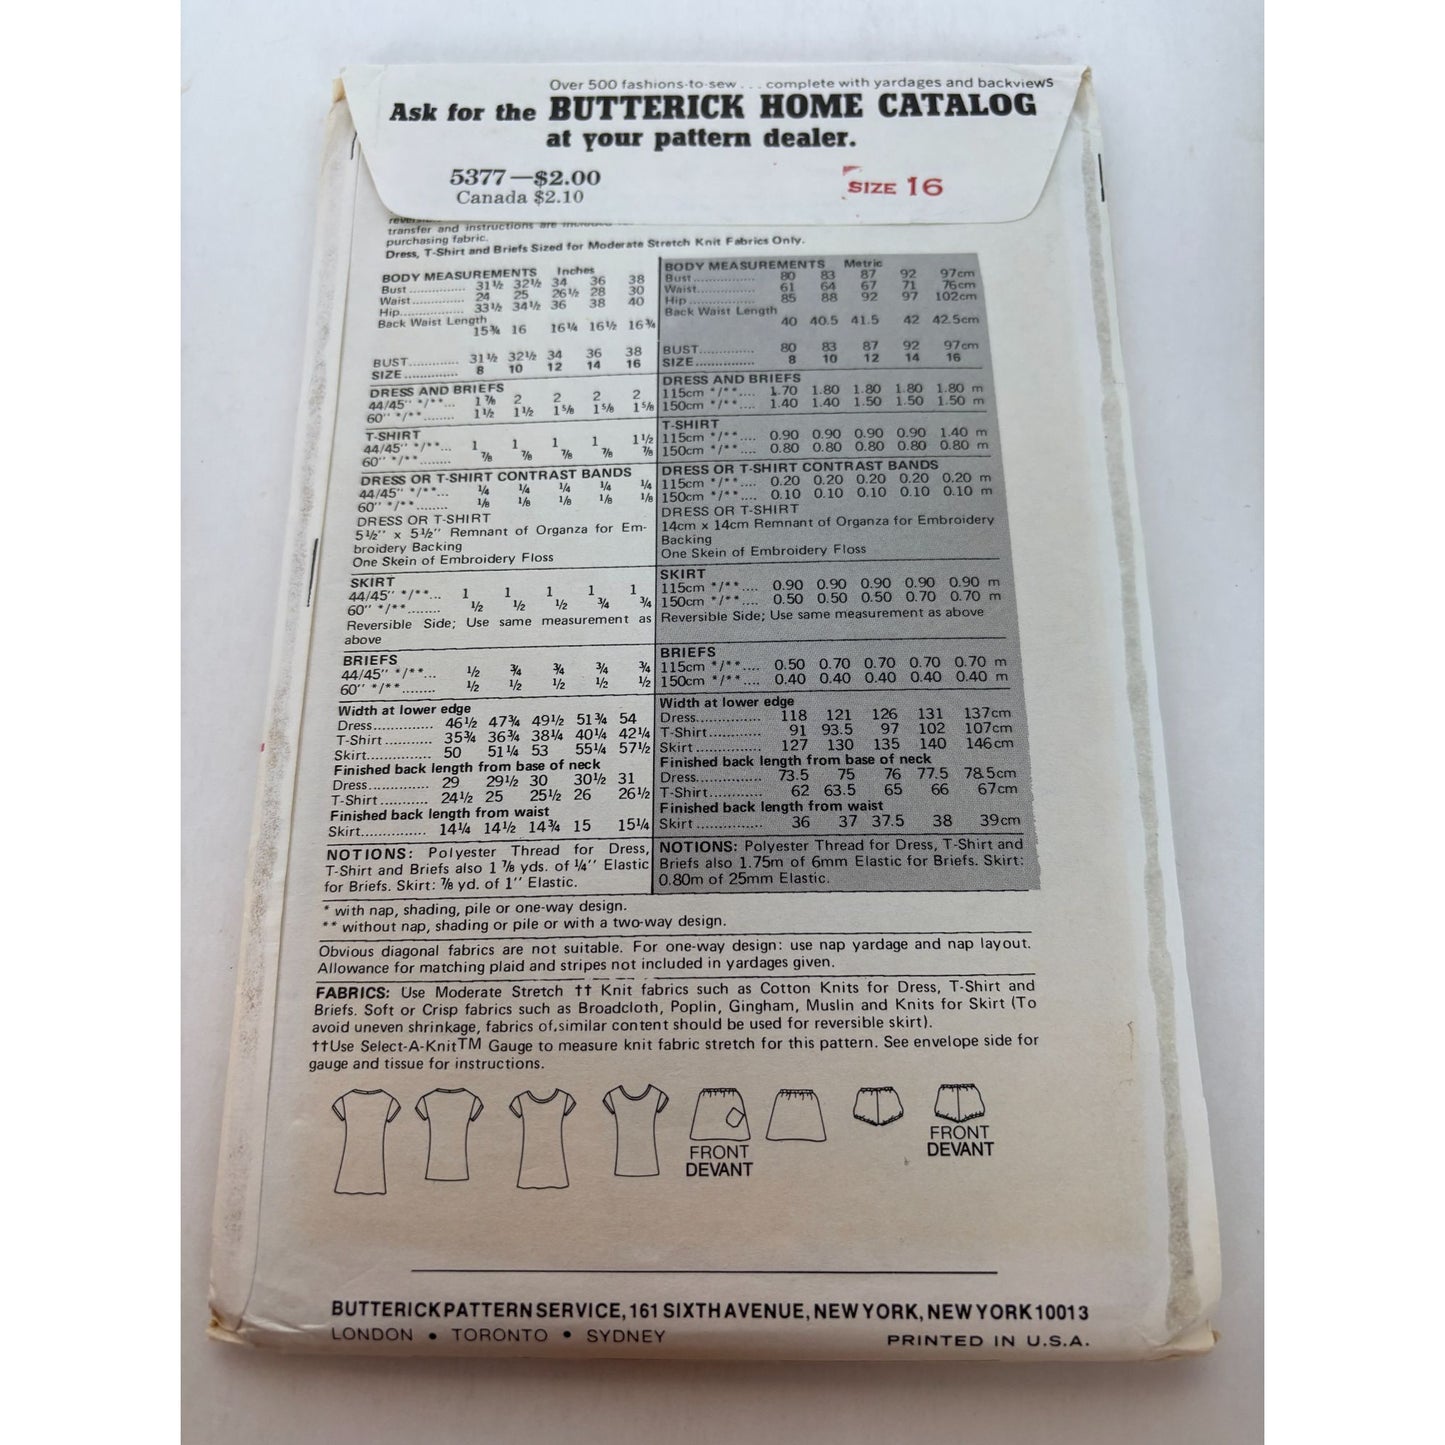 Over 500 fashions-to-sew . . . complete with yardages and backviews
Ask for the BUTTERICK HOME CATALOG
at your pattern dealer.
5377—$2.00
Canada $2.10
SIZE 16
transfer and instructions are included
purchasing fabric.
Dress, T-Shirt and Briefs Sized for Moderate Stretch Knit Fabrics Only.
BODY MEASUREMENTS Inches
Bust .............. 31½ 32½ 34 36 38
Waist.............. 24 25 26½ 28 30
Hip................ 33½ 34½ 36 38 40
Back Waist Length
15¾ 16 16¼ 16½ 16¾
BUST............ 31½ 32½ 34 36 38
SIZE .............. 8 10 12 14 16
DRESS AND BRIEFS
44/45" */**... 1⅞ 2 2 2 2
60" */** ........ 1½ 1½ 1⅝ 1⅝ 1⅝
T-SHIRT
44/45" */**... 1 1 1 1 1½
60" */** ........ ⅞ ⅞ ⅞ ⅞ ⅞
DRESS OR T-SHIRT CONTRAST BANDS
44/45" */**... ¼ ¼ ¼ ¼ ¼
60" */** ........ ⅛ ⅛ ⅛ ⅛ ⅛
DRESS OR T-SHIRT
5½" x 5½" Remnant of Organza for Em-
broidery Backing
One Skein of Embroidery Floss
SKIRT
44/45" */**... 1 1 1 1 1
60" */**........ ½ ½ ½ ¾ ¾
Reversible Side; Use same measurement as
above
BRIEFS
44/45" */**... ½ ¾ ¾ ¾ ¾
60" */**........ ½ ½ ½ ½ ½
Width at lower edge
Dress............. 46½ 47¾ 49½ 51¾ 54
T-Shirt ........... 35¾ 36¾ 38¼ 40¼ 42¼
Skirt.............. 50 51¼ 53 55¼ 57½
Finished back length from base of neck
Dress.............. 29 29½ 30 30½ 31
T-Shirt............ 24½ 25 25½ 26 26½
Finished back length from waist
Skirt.............. 14¼ 14½ 14¾ 15 15¼
NOTIONS: Polyester Thread for Dress,
T-Shirt and Briefs also 1⅞ yds. of ¼" Elastic
for Briefs. Skirt: ⅞ yd. of 1" Elastic.
BODY MEASUREMENTS Metric
Bust .............. 80 83 87 92 97cm
Waist.............. 61 64 67 71 76cm
Hip ............... 85 88 92 97 102cm
Back Waist Length
40 40.5 41.5 42 42.5cm
BUST.............. 80 83 87 92 97cm
SIZE............... 8 10 12 14 16
DRESS AND BRIEFS
115cm */** .... 1.70 1.80 1.80 1.80 1.80 m
150cm */** .... 1.40 1.40 1.50 1.50 1.50 m
T-SHIRT
115cm */** .... 0.90 0.90 0.90 0.90 1.40 m
150cm */** .... 0.80 0.80 0.80 0.80 0.80 m
DRESS OR T-SHIRT CONTRAST BANDS
115cm */** .... 0.20 0.20 0.20 0.20 0.20 m
150cm */** .... 0.10 0.10 0.10 0.10 0.10 m
DRESS OR T-SHIRT
14cm x 14cm Remnant of Organza for Embroidery
Backing
One Skein of Embroidery Floss
SKIRT
115cm */** .... 0.90 0.90 0.90 0.90 0.90 m
150cm */** .... 0.50 0.50 0.50 0.70 0.70 m
Reversible Side; Use same measurement as above
BRIEFS
115cm */** .... 0.50 0.70 0.70 0.70 0.70 m
150cm */** .... 0.40 0.40 0.40 0.40 0.40 m
Width at lower edge
Dress............... 118 121 126 131 137cm
T-Shirt............. 91 93.5 97 102 107cm
Skirt ............... 127 130 135 140 146cm
Finished back length from base of neck
Dress............... 73.5 75 76 77.5 78.5cm
T-Shirt............. 62 63.5 65 66 67cm
Finished back length from waist
Skirt ............... 36 37 37.5 38 39cm
NOTIONS: Polyester Thread for Dress, T-Shirt and
Briefs also 1.75m of 6mm Elastic for Briefs. Skirt:
0.80m of 25mm Elastic.
* with nap, shading, pile or one-way design.
** without nap, shading or pile or with a two-way design.
Obvious diagonal fabrics are not suitable. For one-way design: use nap yardage and nap layout.
Allowance for matching plaid and stripes not included in yardages given.
FABRICS: Use Moderate Stretch †† Knit fabrics such as Cotton Knits for Dress, T-Shirt and
Briefs. Soft or Crisp fabrics such as Broadcloth, Poplin, Gingham, Muslin and Knits for Skirt (To
avoid uneven shrinkage, fabrics of similar content should be used for reversible skirt).
††Use Select-A-Knit™ Gauge to measure knit fabric stretch for this pattern. See envelope side for
gauge and tissue for instructions.
FRONT
DEVANT
FRONT
DEVANT
BUTTERICK PATTERN SERVICE, 161 SIXTH AVENUE, NEW YORK, NEW YORK 10013
LONDON • TORONTO • SYDNEY
PRINTED IN U.S.A.